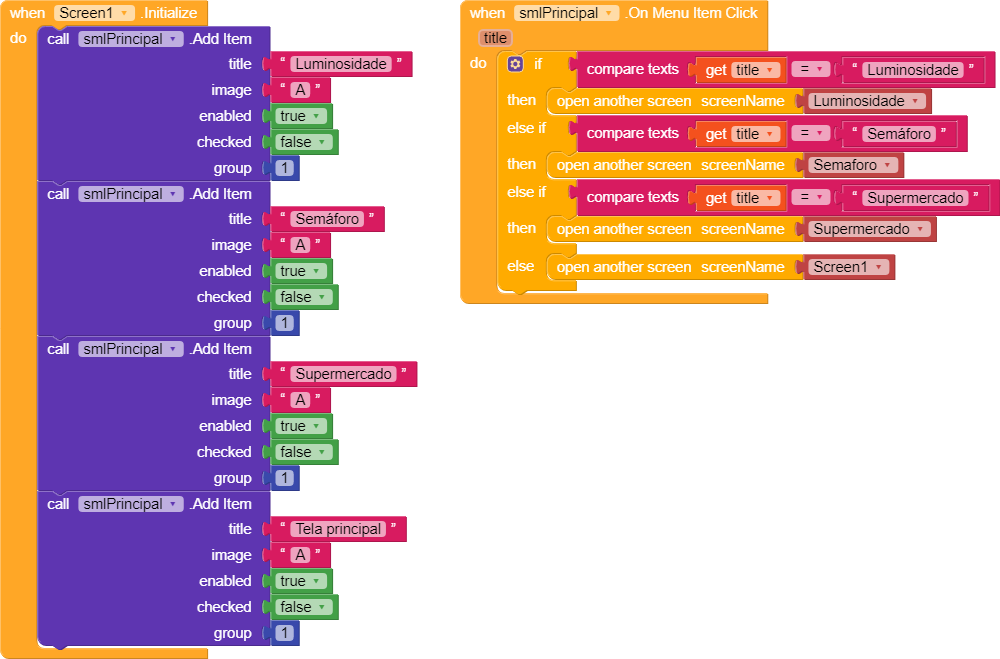 when Screen1 .Initialize
do call smlPrincipal .Add Item
title “ Luminosidade ”
image “ A ”
enabled true
checked false
group 1
call smlPrincipal .Add Item
title “ Semáforo ”
image “ A ”
enabled true
checked false
group 1
call smlPrincipal .Add Item
title “ Supermercado ”
image “ A ”
enabled true
checked false
group 1
call smlPrincipal .Add Item
title “ Tela principal ”
image “ A ”
enabled true
checked false
group 1
when smlPrincipal .On Menu Item Click
title
do if compare texts get title = “ Luminosidade ”
then open another screen screenName Luminosidade
else if compare texts get title = “ Semáforo ”
then open another screen screenName Semaforo
else if compare texts get title = “ Supermercado ”
then open another screen screenName Supermercado
else open another screen screenName Screen1